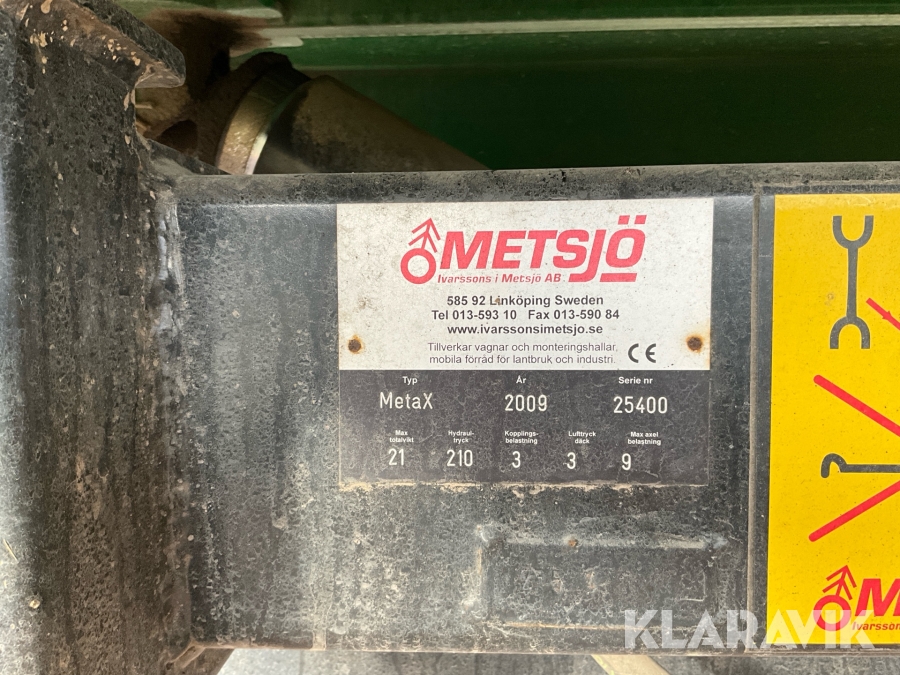 METSJÖ
Ivarssons i Metsjö AB
585 92 Linköping Sweden
Tel 013-593 10 Fax 013-590 84
www.ivarssonsimetsjo.se
Tillverkar vagnar och monteringshallar,
mobila förråd för lantbruk och industri. CE
Typ År Serie nr
MetaX 2009 25400
Max totalvikt Hydraul-tryck Kopplings-belastning Lufttryck däck Max axel belastning
21 210 3 3 9
ME
Ivarssons
KLARAVIK